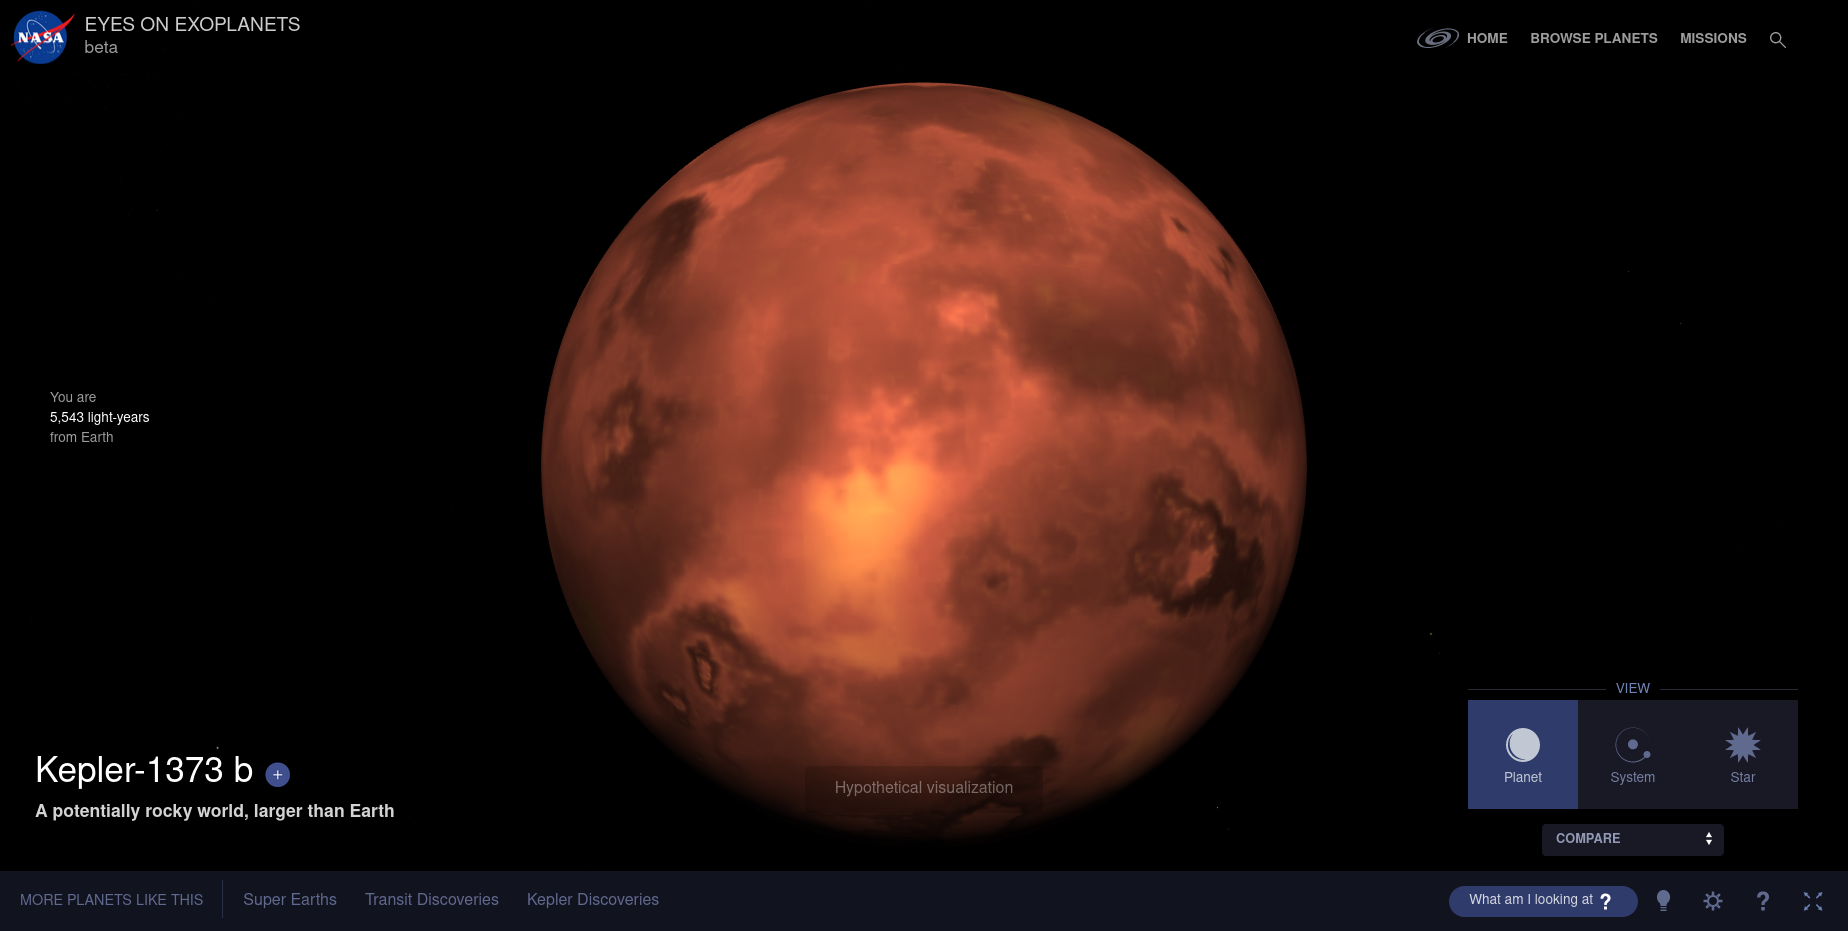 NASA
EYES ON EXOPLANETS
beta
HOME
BROWSE PLANETS
MISSIONS
You are
5,543 light-years
from Earth
Kepler-1373 b +
A potentially rocky world, larger than Earth
Hypothetical visualization
VIEW
Planet
System
Star
COMPARE
MORE PLANETS LIKE THIS
Super Earths
Transit Discoveries
Kepler Discoveries
What am I looking at ?
?